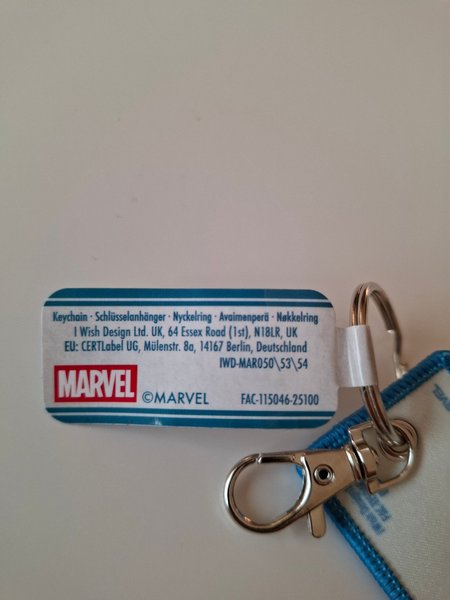 Keychain · Schlüsselanhänger · Nyckelring · Avaimenperä · Nøkkelring
I Wish Design Ltd. UK, 64 Essex Road (1st), N18LR, UK
EU: CERTLabel UG, Mülenstr. 8a, 14167 Berlin, Deutschland
IWD-MAR050\53\54
MARVEL
©MARVEL
FAC-115046-25100